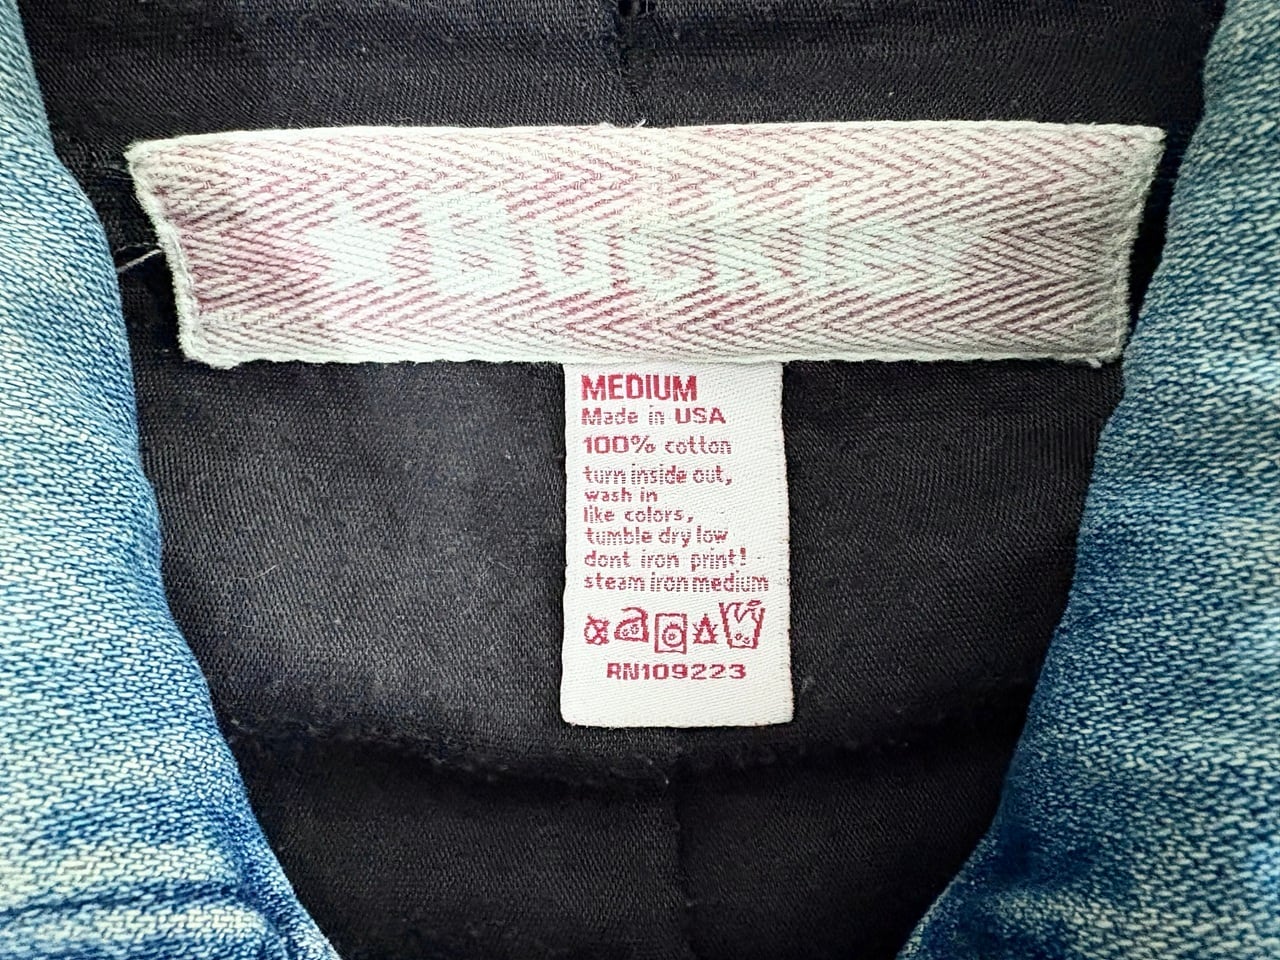 MEDIUM
Made in USA
100% cotton
turn inside out,
wash in
like colors,
tumble dry low
dont iron print!
steam iron medium
RN109223